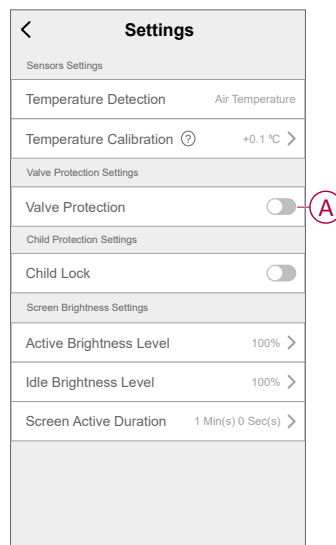 Settings
Sensors Settings
Temperature Detection Air Temperature
Temperature Calibration ? +0.1 ºC
Valve Protection Settings
Valve Protection A
Child Protection Settings
Child Lock
Screen Brightness Settings
Active Brightness Level 100%
Idle Brightness Level 100%
Screen Active Duration 1 Min(s) 0 Sec(s)